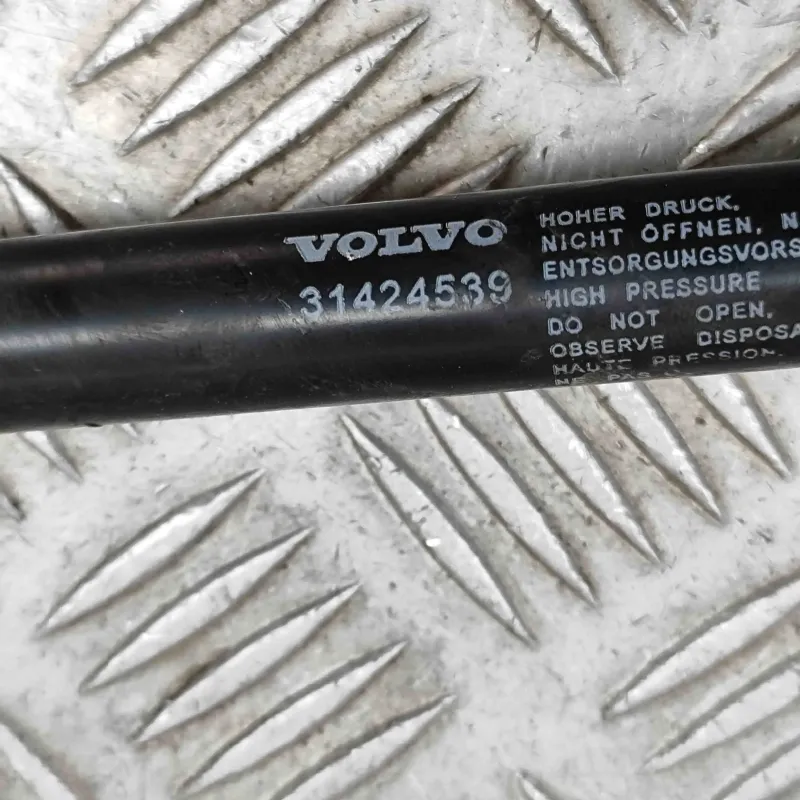 VOLVO
31424539
HOHER DRUCK.
NICHT ÖFFNEN, N
ENTSORGUNGSVORS
HIGH PRESSURE
DO NOT OPEN,
OBSERVE DISPOSA
HAUTE PRESSION.